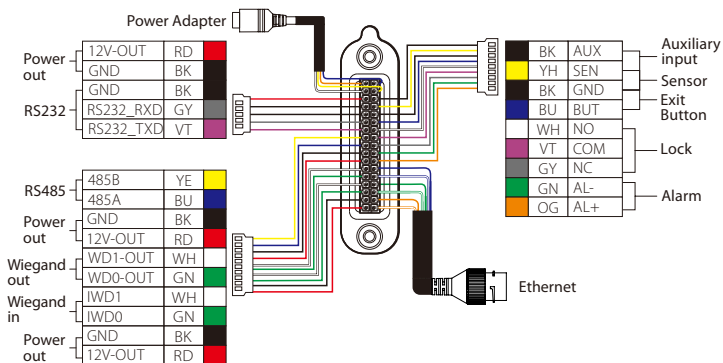 Power Adapter
Power out
12V-OUT RD
GND BK
RS232
GND BK
RS232_RXD GY
RS232_TXD VT
RS485
485B YE
485A BU
Power out
GND BK
12V-OUT RD
Wiegand out
WD1-OUT WH
WD0-OUT GN
Wiegand in
IWD1 WH
IWD0 GN
Power out
GND BK
12V-OUT RD
BK AUX
YH SEN
BK GND
BU BUT
WH NO
VT COM
GY NC
GN AL-
OG AL+
Auxiliary
input
Sensor
Exit
Button
Lock
Alarm
Ethernet